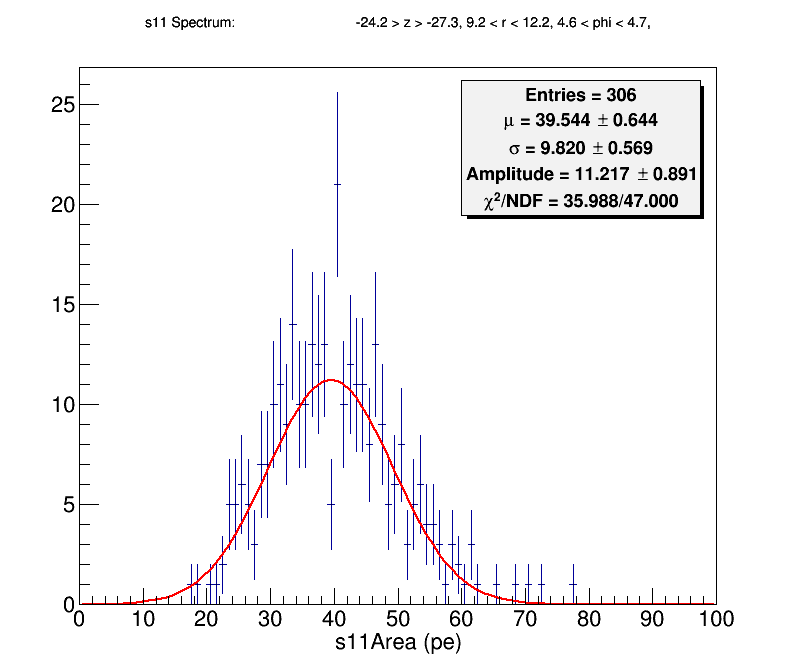 s11 Spectrum: -24.2 > z > -27.3, 9.2 < r < 12.2, 4.6 < phi < 4.7,
Entries = 306
μ = 39.544 ± 0.644
σ = 9.820 ± 0.569
Amplitude = 11.217 ± 0.891
χ²/NDF = 35.988/47.000
25
20
15
10
5
0
0 10 20 30 40 50 60 70 80 90 100
s11Area (pe)